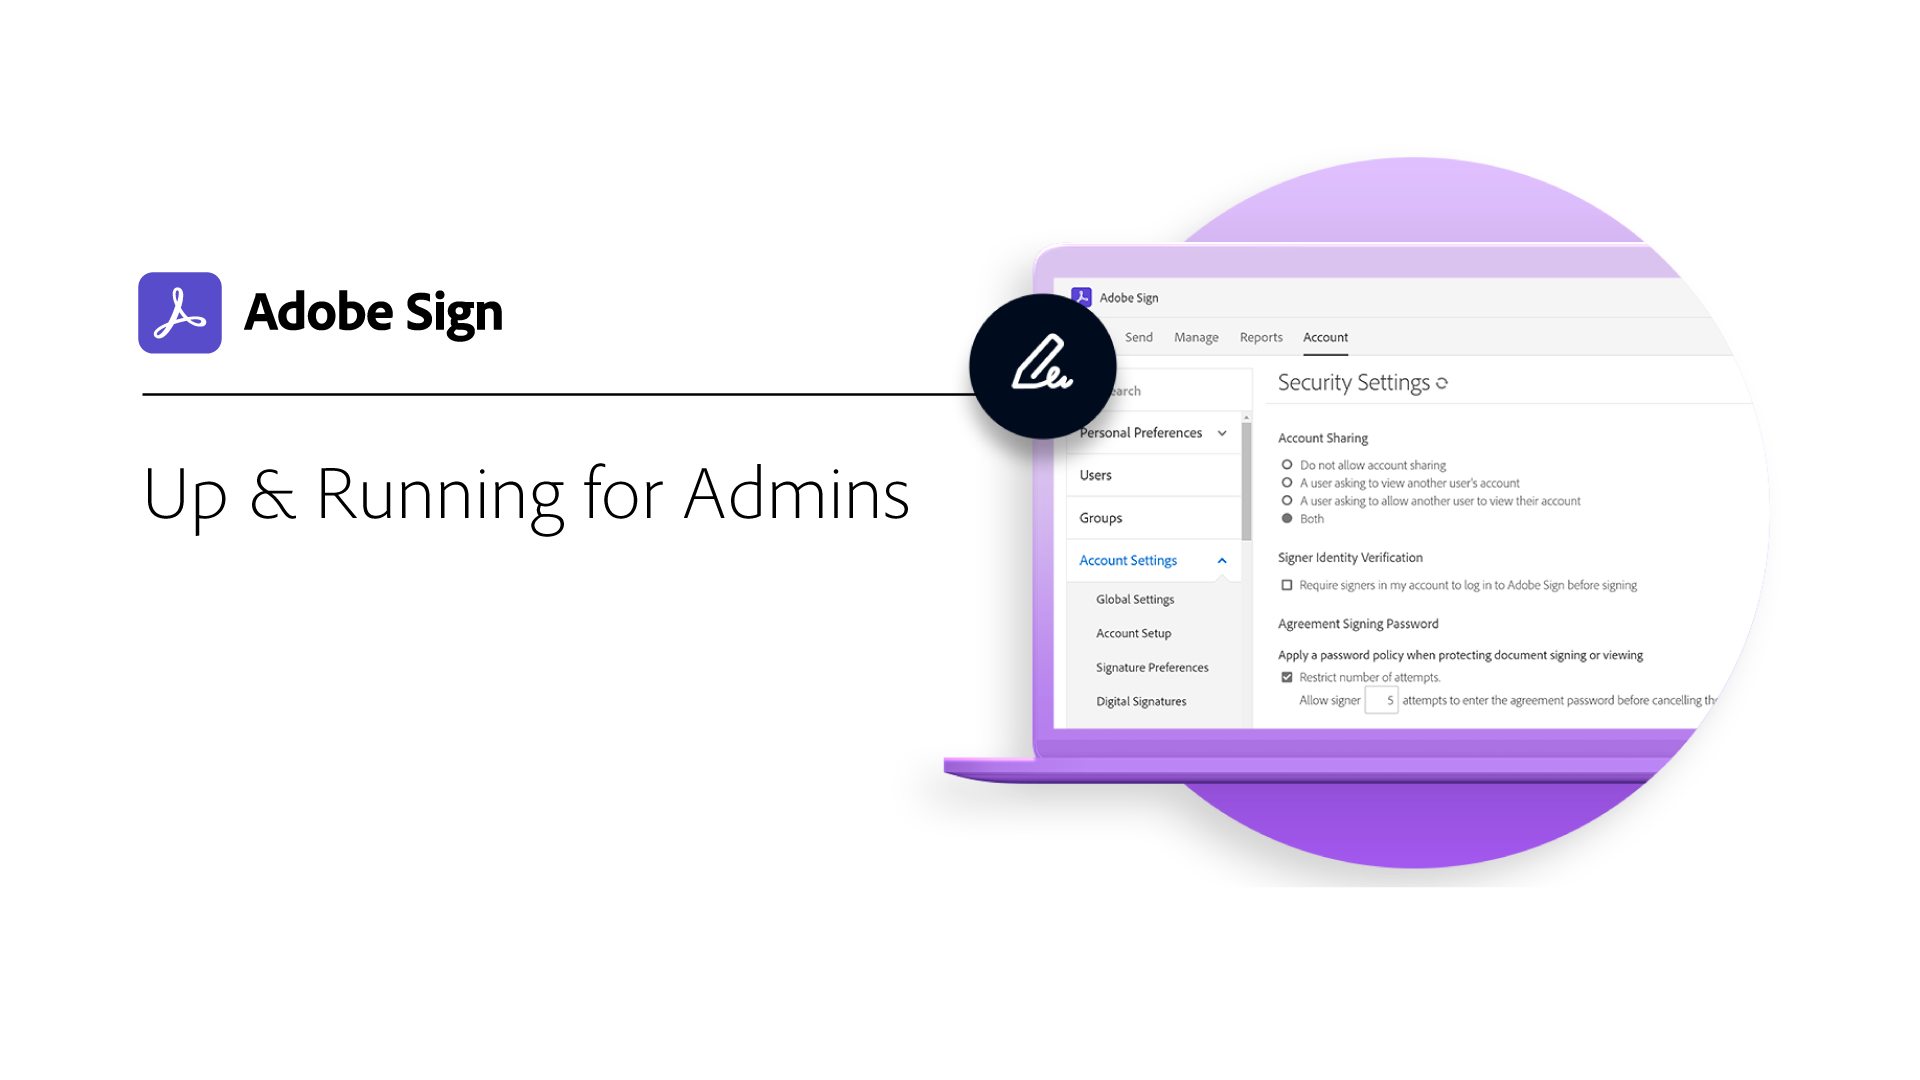 Adobe Sign
Up & Running for Admins
Adobe Sign
Send Manage Reports Account
Personal Preferences
Users
Groups
Account Settings
Global Settings
Account Setup
Signature Preferences
Digital Signatures
Security Settings
Account Sharing
Do not allow account sharing
A user asking to view another user's account
A user asking to allow another user to view their account
Both
Signer Identity Verification
Require signers in my account to log in to Adobe Sign before signing
Agreement Signing Password
Apply a password policy when protecting document signing or viewing
Restrict number of attempts.
Allow signer 5 attempts to enter the agreement password before cancelling